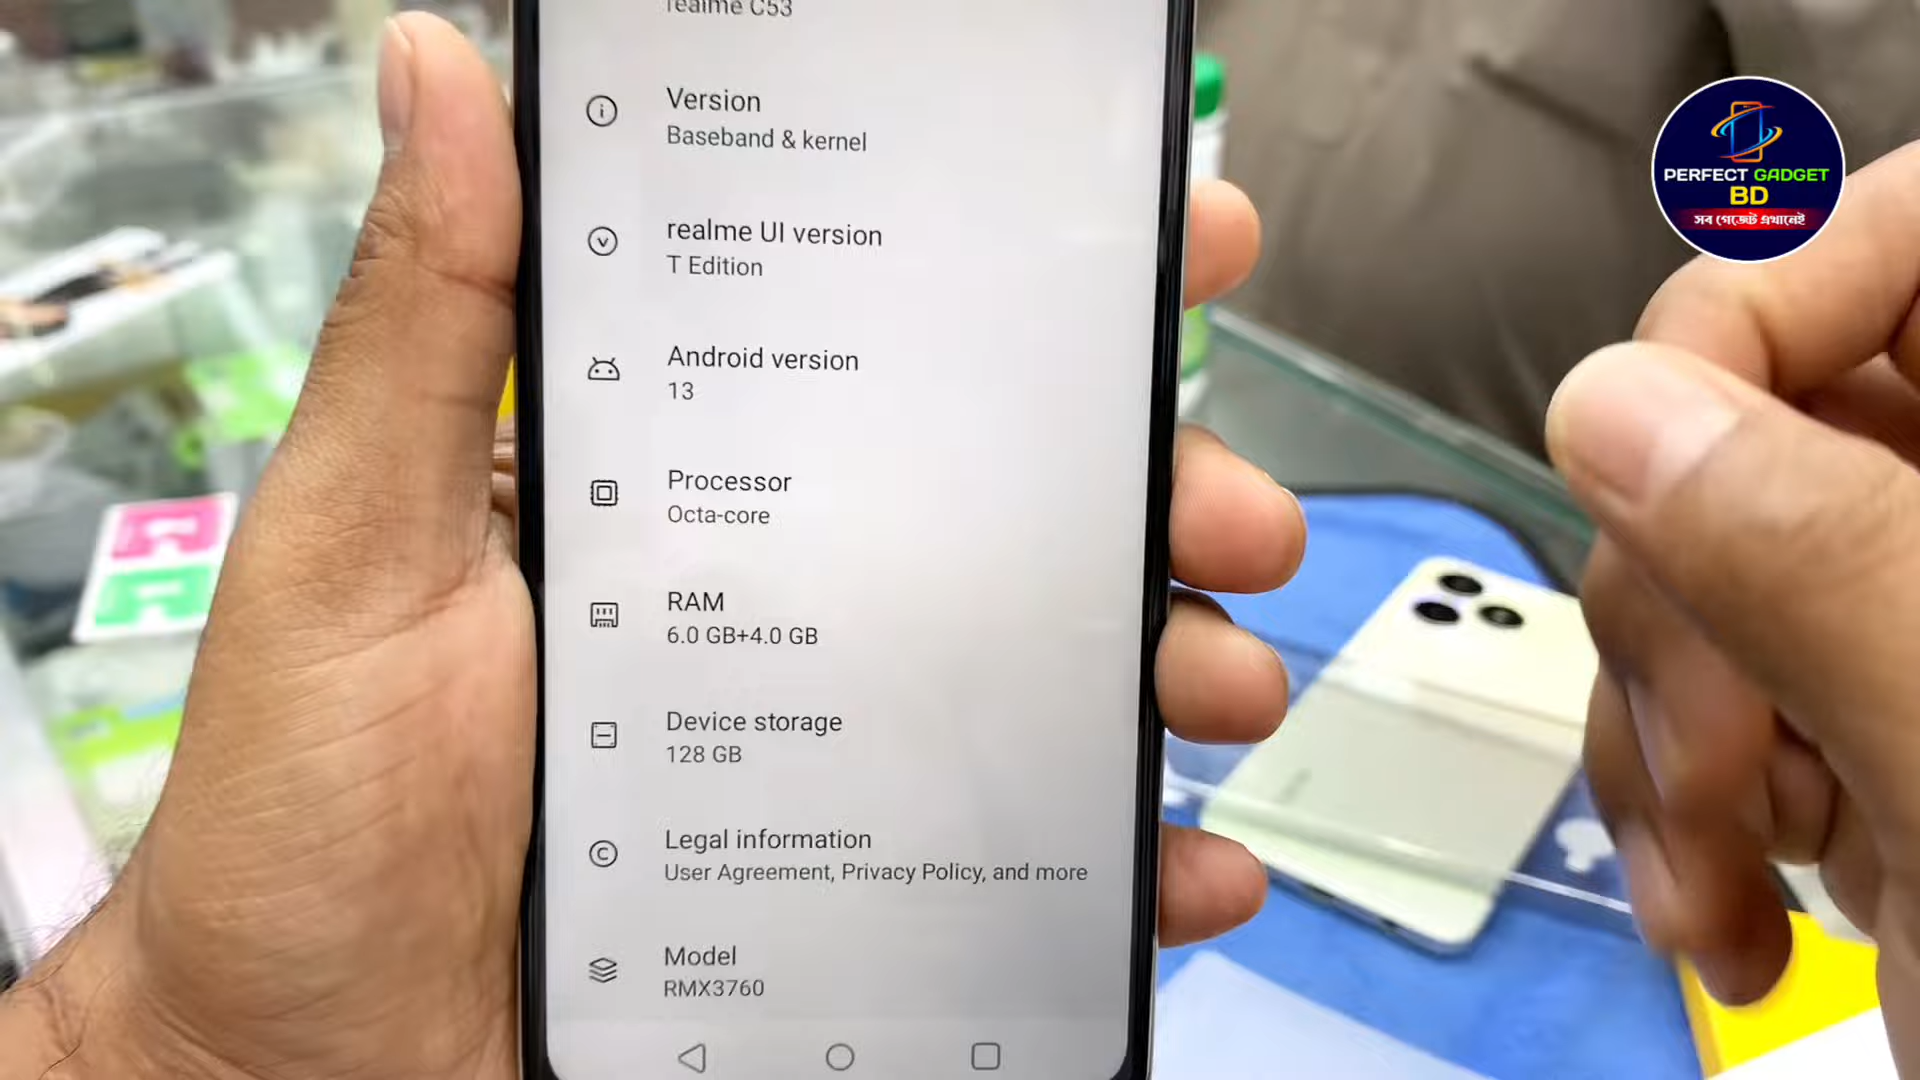 realme C53
Version
Baseband & kernel
realme UI version
T Edition
Android version
13
Processor
Octa-core
RAM
6.0 GB+4.0 GB
Device storage
128 GB
Legal information
User Agreement, Privacy Policy, and more
Model
RMX3760
PERFECT GADGET
BD
সব গেজেট এখানেই